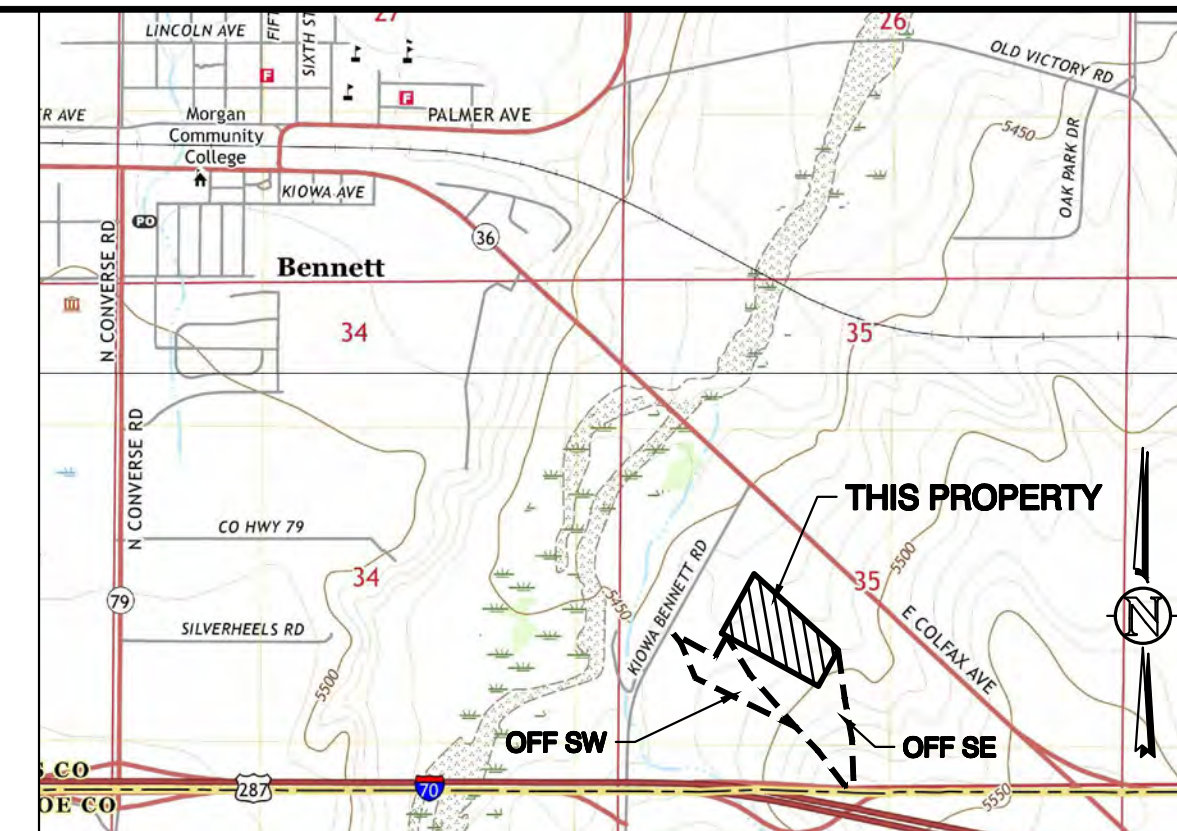 27
26
LINCOLN AVE
FIFT
SIXTH ST
OLD VICTORY RD
F
F
R AVE
Morgan
Community
College
PALMER AVE
5450
OAK PARK DR
KIOWA AVE
PO
36
N CONVERSE RD
Bennett
34
35
N CONVERSE RD
THIS PROPERTY
CO HWY 79
34
35
5500
79
5450
KIOWA BENNETT RD
N
SILVERHEELS RD
E COLFAX AVE
5500
OFF SW
OFF SE
S CO
287
70
OE CO
5550